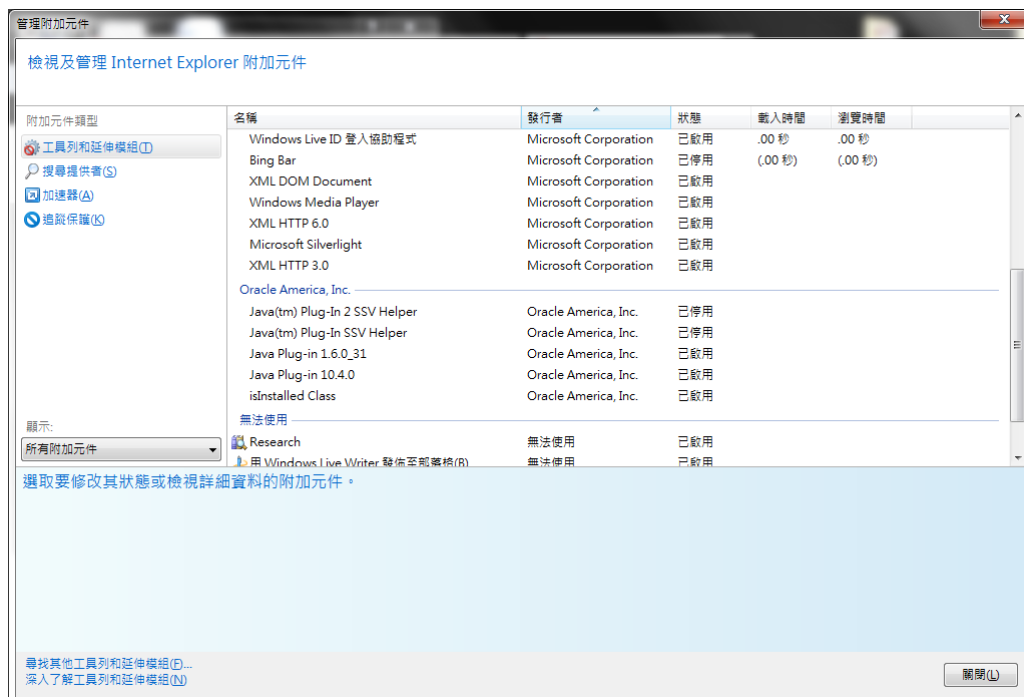 管理附加元件
檢視及管理 Internet Explorer 附加元件
附加元件類型
工具列和延伸模組(T)
搜尋提供者(S)
加速器(A)
追蹤保護(K)
顯示:
所有附加元件
名稱 發行者 狀態 載入時間 瀏覽時間
Windows Live ID 登入協助程式 Microsoft Corporation 已啟用 .00 秒 .00 秒
Bing Bar Microsoft Corporation 已停用 (.00 秒) (.00 秒)
XML DOM Document Microsoft Corporation 已啟用
Windows Media Player Microsoft Corporation 已啟用
XML HTTP 6.0 Microsoft Corporation 已啟用
Microsoft Silverlight Microsoft Corporation 已啟用
XML HTTP 3.0 Microsoft Corporation 已啟用
Oracle America, Inc.
Java(tm) Plug-In 2 SSV Helper Oracle America, Inc. 已停用
Java(tm) Plug-In SSV Helper Oracle America, Inc. 已停用
Java Plug-in 1.6.0_31 Oracle America, Inc. 已啟用
Java Plug-in 10.4.0 Oracle America, Inc. 已啟用
isInstalled Class Oracle America, Inc. 已啟用
無法使用
Research 無法使用 已啟用
用 Windows Live Writer 發佈至部落格(B) 無法使用 已啟用
選取要修改其狀態或檢視詳細資料的附加元件。
尋找其他工具列和延伸模組(F)...
深入了解工具列和延伸模組(N)
關閉(L)